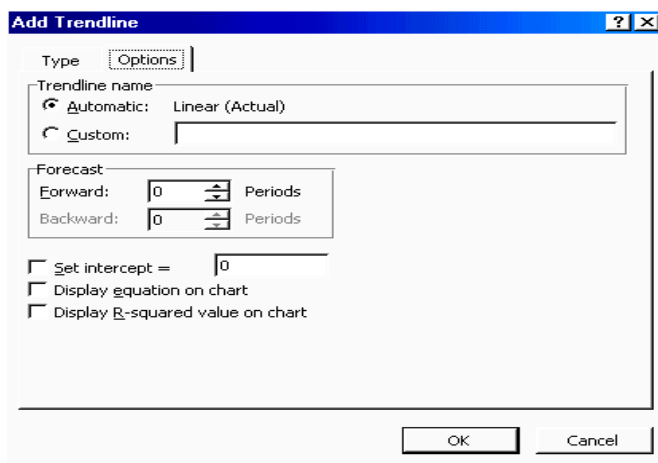 Add Trendline
Type Options
Trendline name
Automatic: Linear (Actual)
Custom:
Forecast
Forward: 0 Periods
Backward: 0 Periods
Set intercept = 0
Display equation on chart
Display R-squared value on chart
OK Cancel